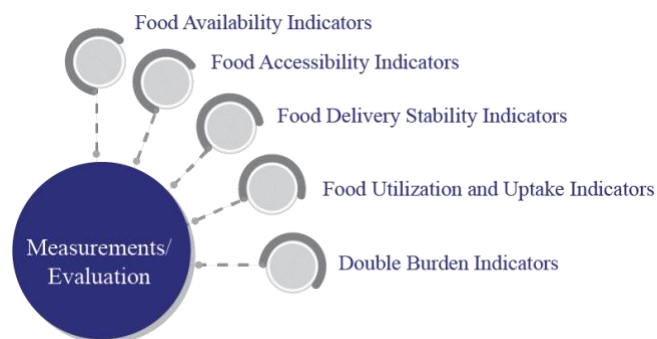 Food Availability Indicators
Food Accessibility Indicators
Food Delivery Stability Indicators
Food Utilization and Uptake Indicators
Measurements/
Evaluation
Double Burden Indicators